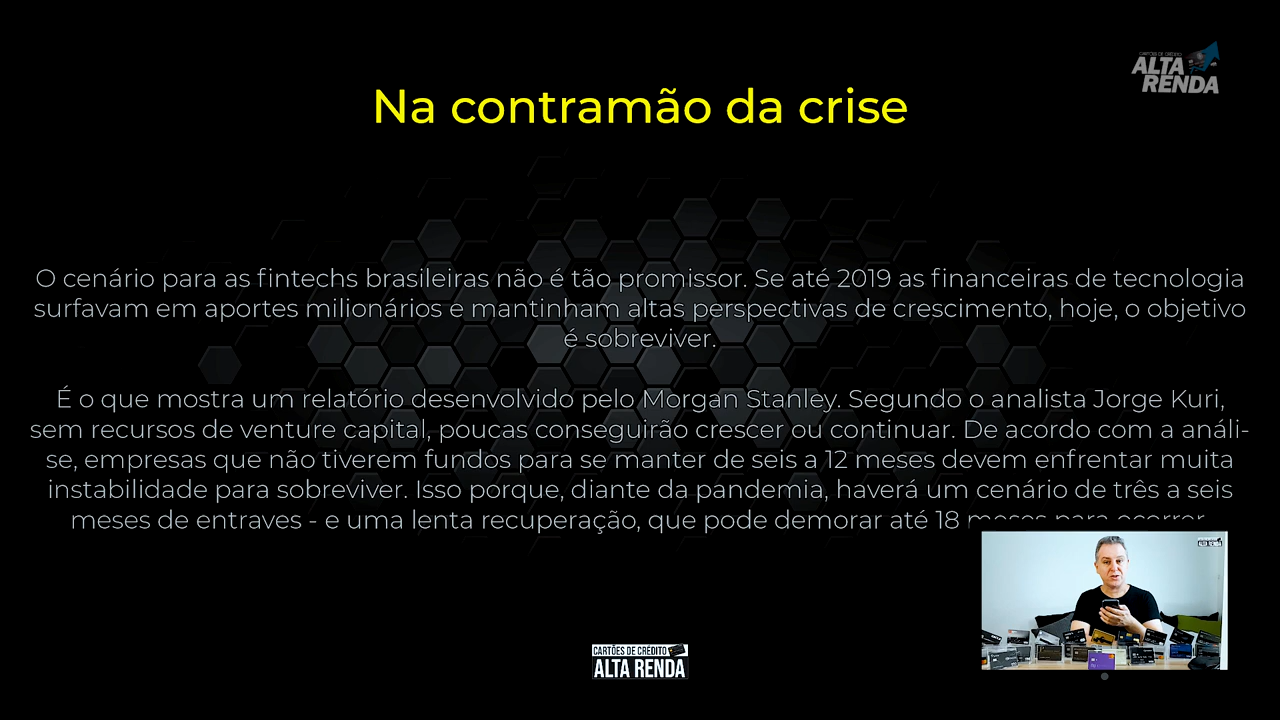 CARTÕES DE CRÉDITO
ALTA
RENDA
Na contramão da crise
O cenário para as fintechs brasileiras não é tão promissor. Se até 2019 as financeiras de tecnologia
surfavam em aportes milionários e mantinham altas perspectivas de crescimento, hoje, o objetivo
é sobreviver.
É o que mostra um relatório desenvolvido pelo Morgan Stanley. Segundo o analista Jorge Kuri,
sem recursos de venture capital, poucas conseguirão crescer ou continuar. De acordo com a análi-
se, empresas que não tiverem fundos para se manter de seis a 12 meses devem enfrentar muita
instabilidade para sobreviver. Isso porque, diante da pandemia, haverá um cenário de três a seis
meses de entraves - e uma lenta recuperação, que pode demorar até 18 meses para ocorrer
CARTÕES DE CRÉDITO
ALTA RENDA
ALTA RENDA